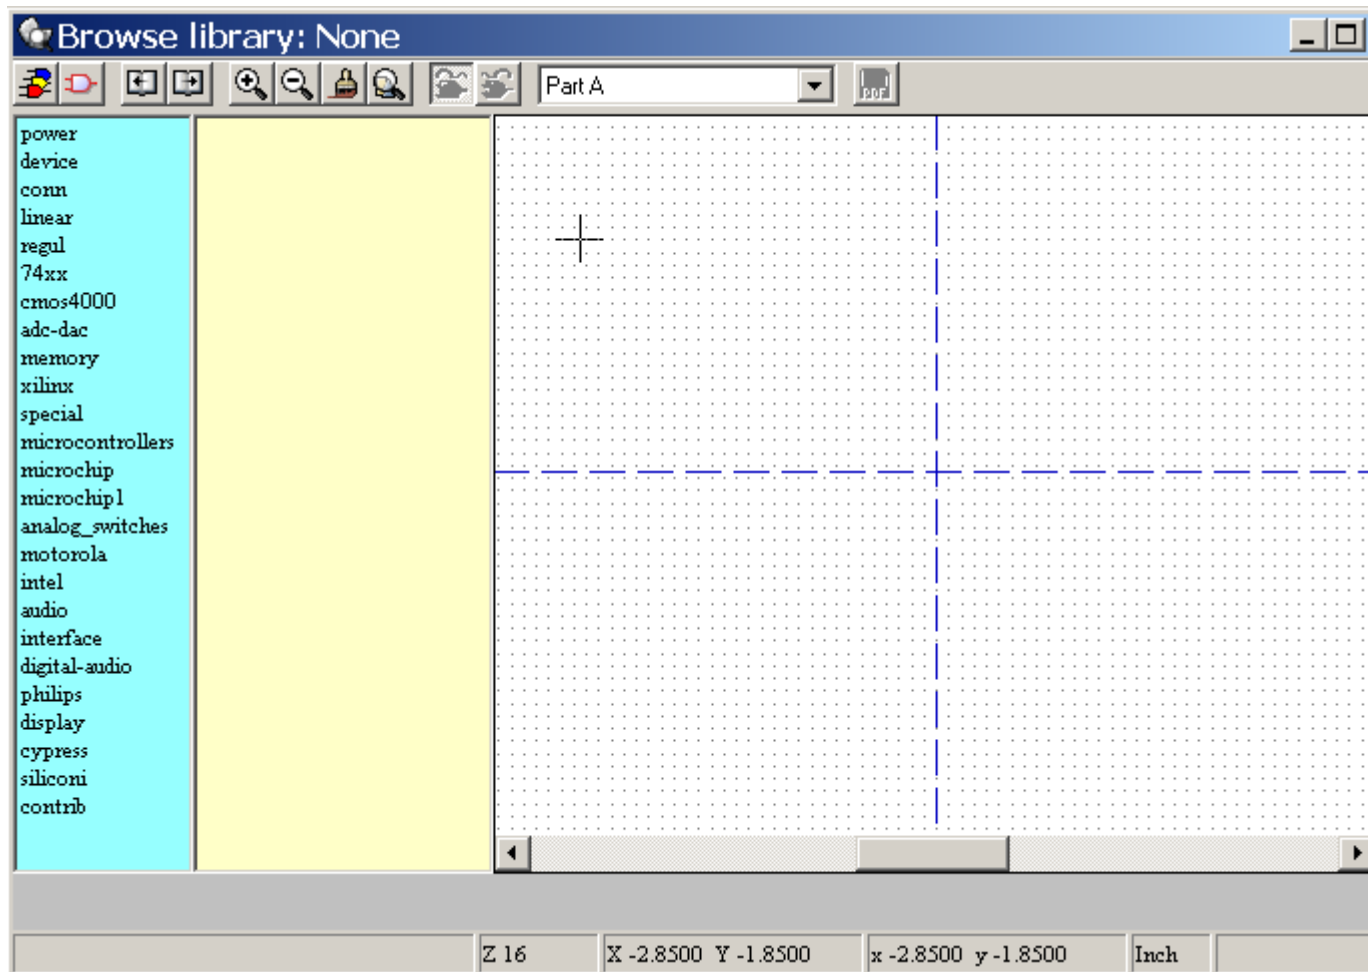 Browse library: None
Part A
PDF
power
device
conn
linear
regul
74xx
cmos4000
adc-dac
memory
xilinx
special
microcontrollers
microchip
microchip1
analog_switches
motorola
intel
audio
interface
digital-audio
philips
display
cypress
siliconi
contrib
Z 16 X -2.8500 Y -1.8500 x -2.8500 y -1.8500 Inch